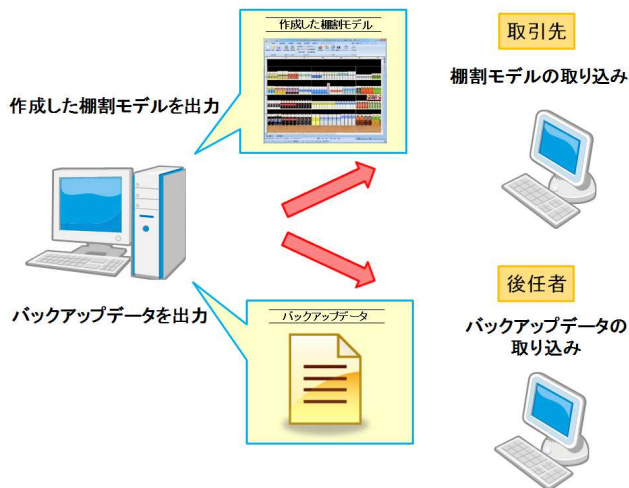 作成した棚割モデル
取引先
棚割モデルの取り込み
作成した棚割モデルを出力
後任者
バックアップデータを出力
バックアップデータ
バックアップデータの
取り込み